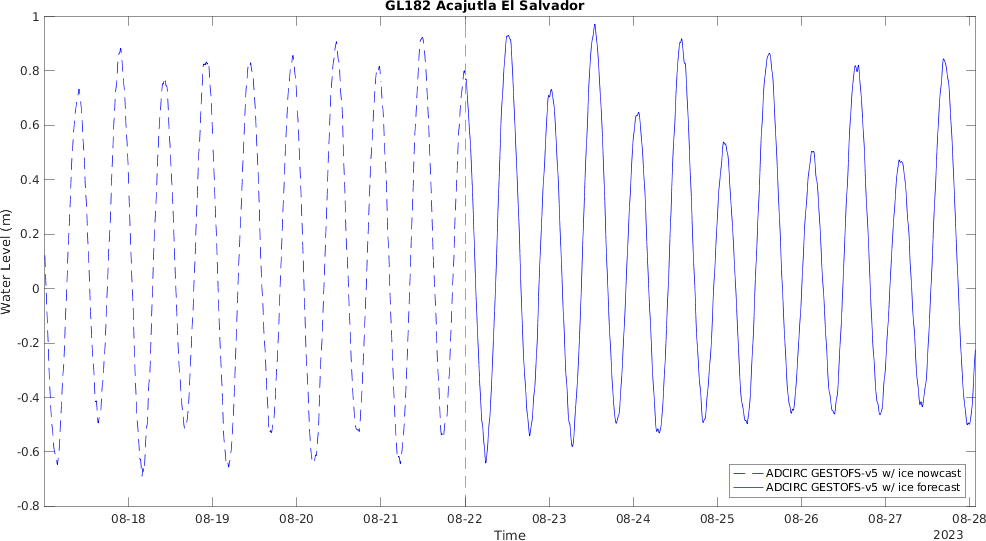 GL182 Acajutla El Salvador
Water Level (m)
1
0.8
0.6
0.4
0.2
0
-0.2
-0.4
-0.6
-0.8
ADCIRC GESTOFS-v5 w/ ice nowcast
ADCIRC GESTOFS-v5 w/ ice forecast
08-18 08-19 08-20 08-21 08-22 08-23 08-24 08-25 08-26 08-27 08-28
Time
2023